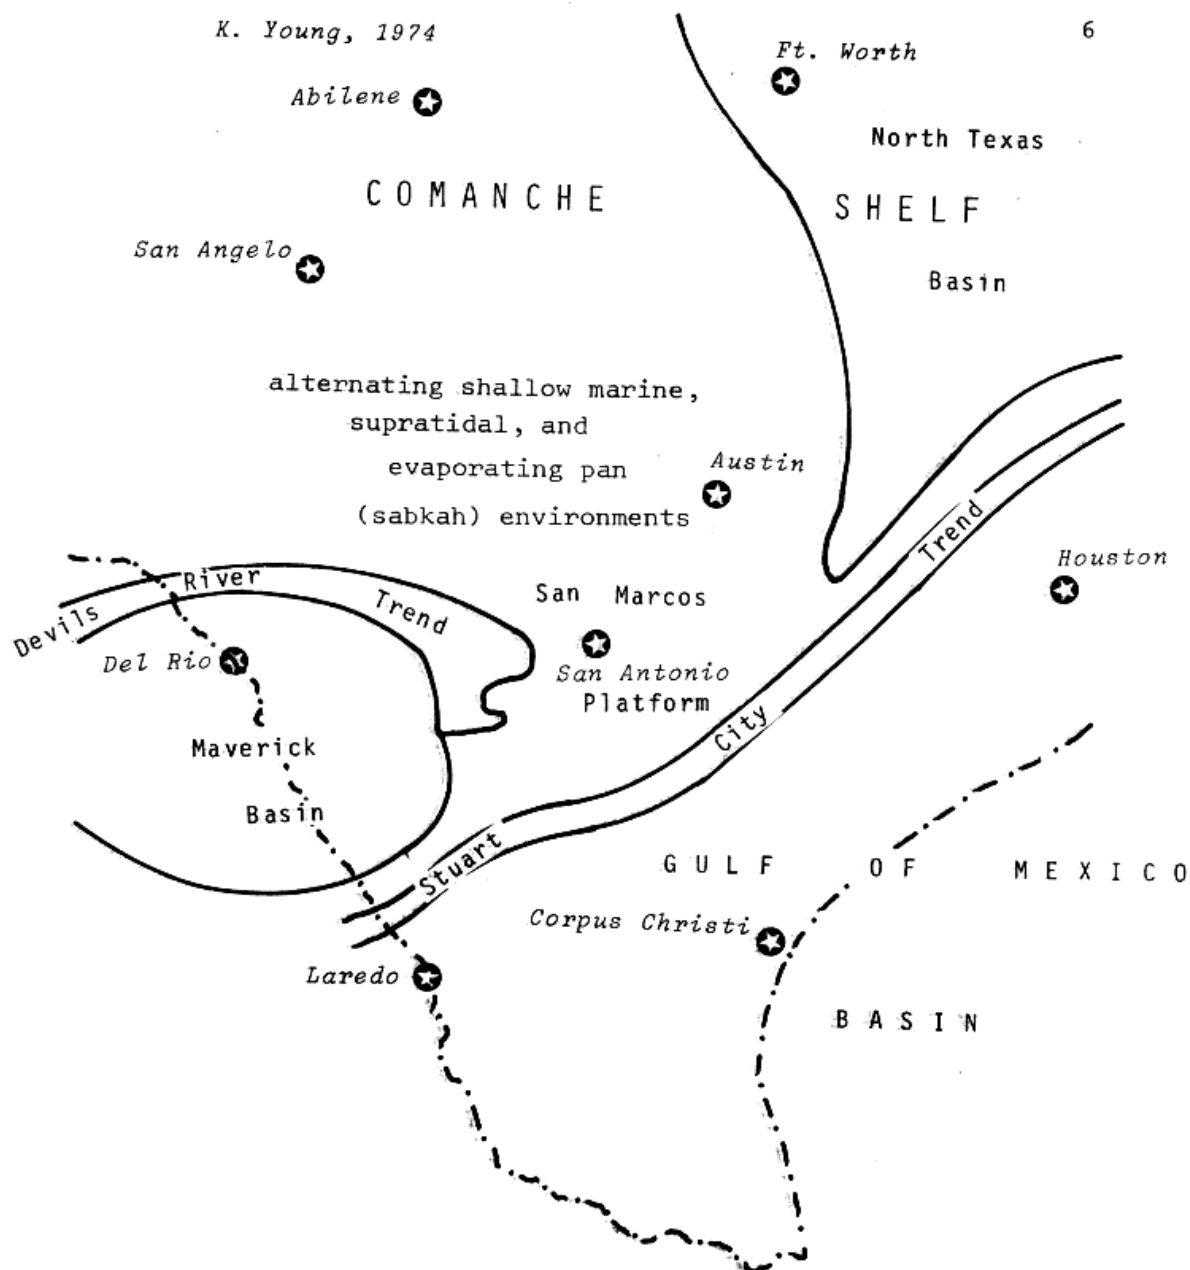 K. Young, 1974
6
Ft. Worth
Abilene
North Texas
COMANCHE
SHELF
San Angelo
Basin
alternating shallow marine,
supratidal, and
evaporating pan
(sabkah) environments
Austin
Houston
Devils River Trend
San Marcos
Del Rio
San Antonio
Platform
Maverick
Basin
Stuart City Trend
GULF OF MEXICO
Corpus Christi
Laredo
BASIN